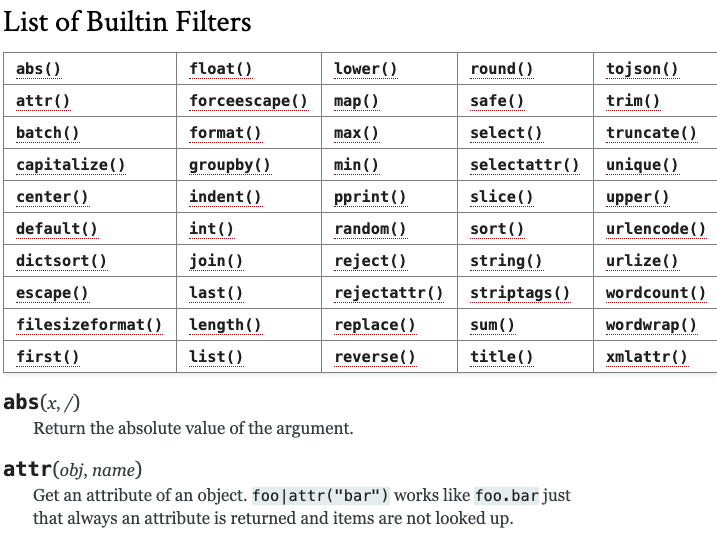 List of Builtin Filters
abs() float() lower() round() tojson()
attr() forceescape() map() safe() trim()
batch() format() max() select() truncate()
capitalize() groupby() min() selectattr() unique()
center() indent() pprint() slice() upper()
default() int() random() sort() urlencode()
dictsort() join() reject() string() urlize()
escape() last() rejectattr() striptags() wordcount()
filesizeformat() length() replace() sum() wordwrap()
first() list() reverse() title() xmlattr()
abs(x, /)
Return the absolute value of the argument.
attr(obj, name)
Get an attribute of an object. foo|attr("bar") works like foo.bar just
that always an attribute is returned and items are not looked up.